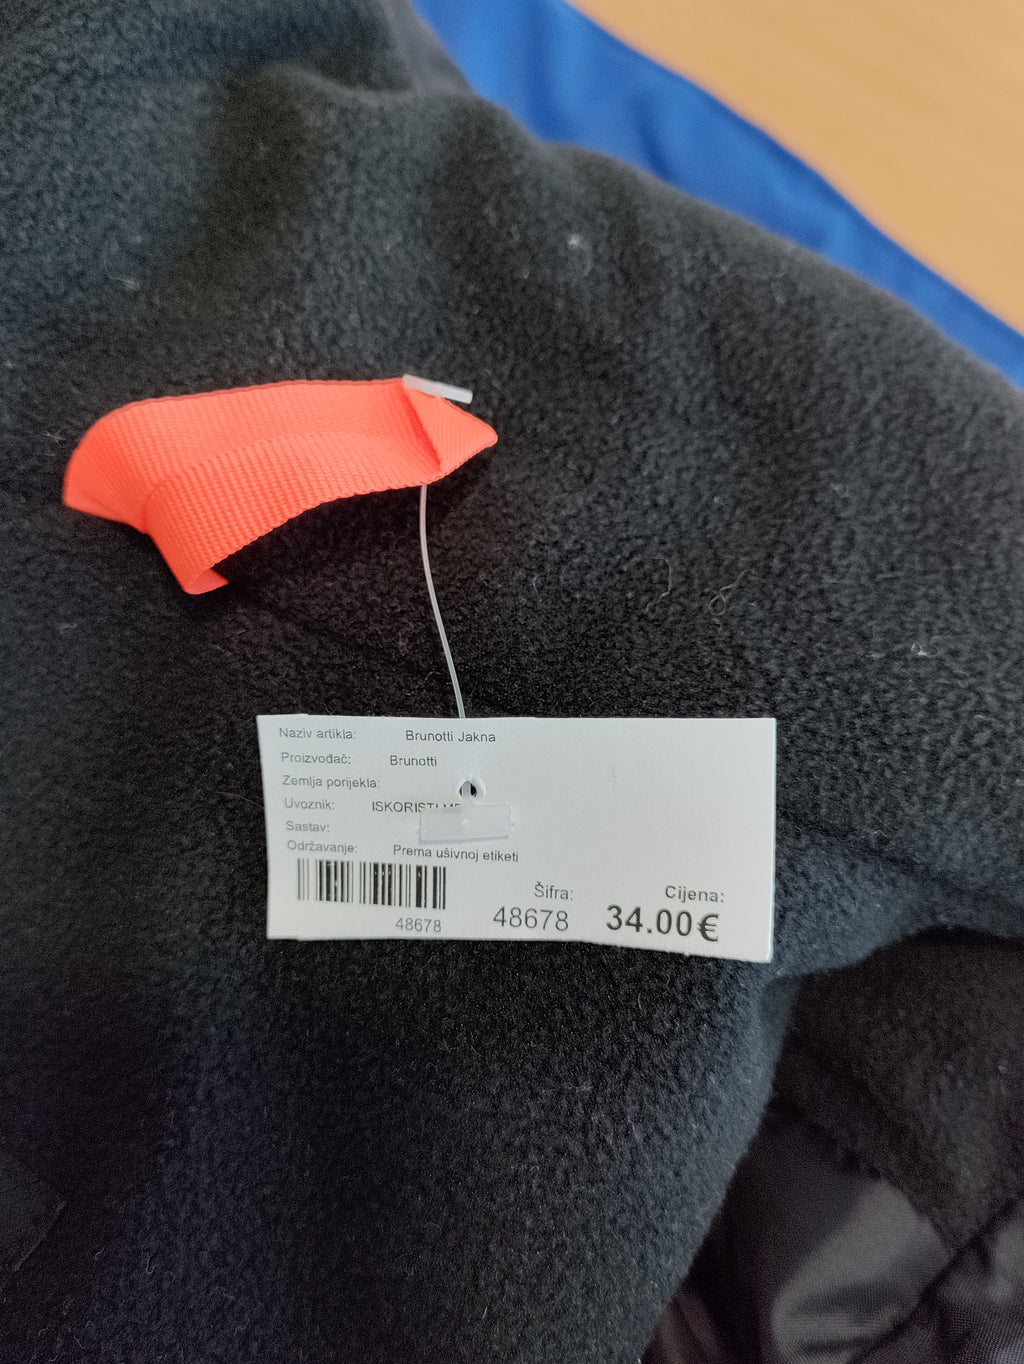 Naziv artikla: Brunotti Jakna
Proizvođač: Brunotti
Zemlja porijekla:
Uvoznik: ISKORISTI
Sastav:
Održavanje: Prema ušivnoj etiketi
Šifra: Cijena:
48678 48678 34.00€